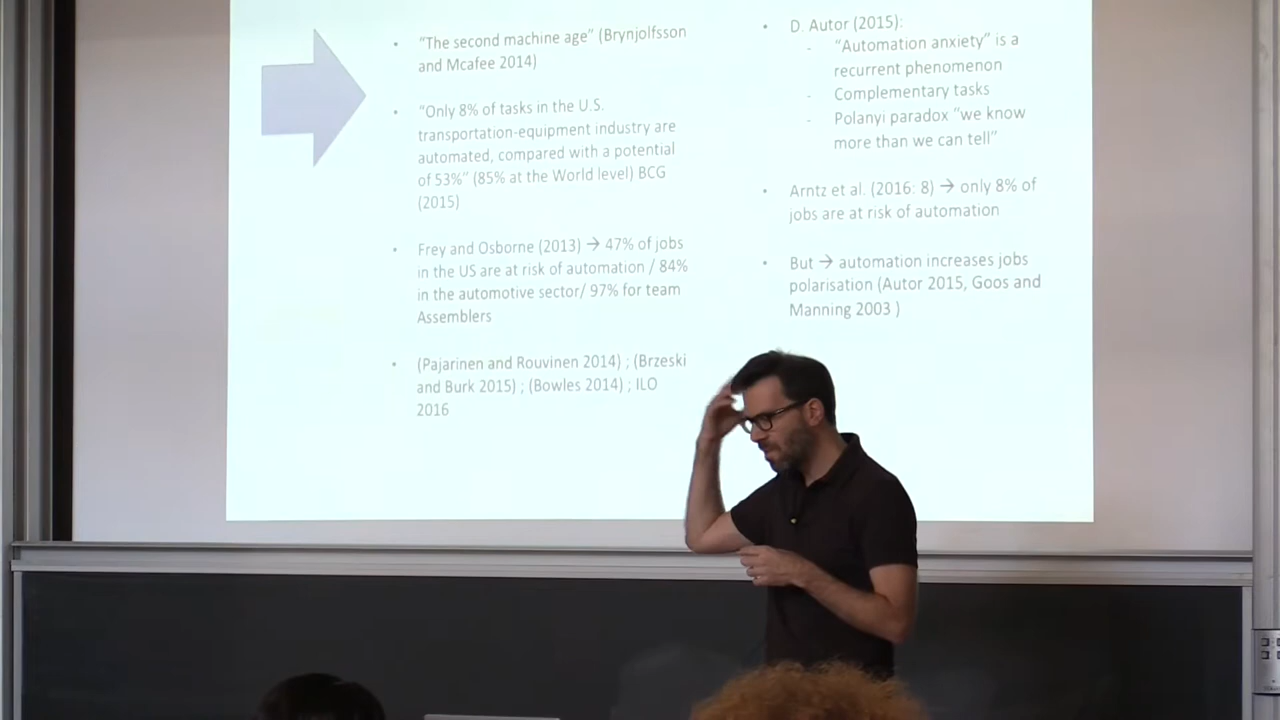 • "The second machine age" (Brynjolfsson
and Mcafee 2014)
• "Only 8% of tasks in the U.S.
transportation-equipment industry are
automated, compared with a potential
of 53%" (85% at the World level) BCG
(2015)
• Frey and Osborne (2013) → 47% of jobs
in the US are at risk of automation / 84%
in the automotive sector/ 97% for team
Assemblers
• (Pajarinen and Rouvinen 2014) ; (Brzeski
and Burk 2015) ; (Bowles 2014) ; ILO
2016
• D. Autor (2015):
- "Automation anxiety" is a
recurrent phenomenon
- Complementary tasks
- Polanyi paradox "we know
more than we can tell"
• Arntz et al. (2016: 8) → only 8% of
jobs are at risk of automation
• But → automation increases jobs
polarisation (Autor 2015, Goos and
Manning 2003 )